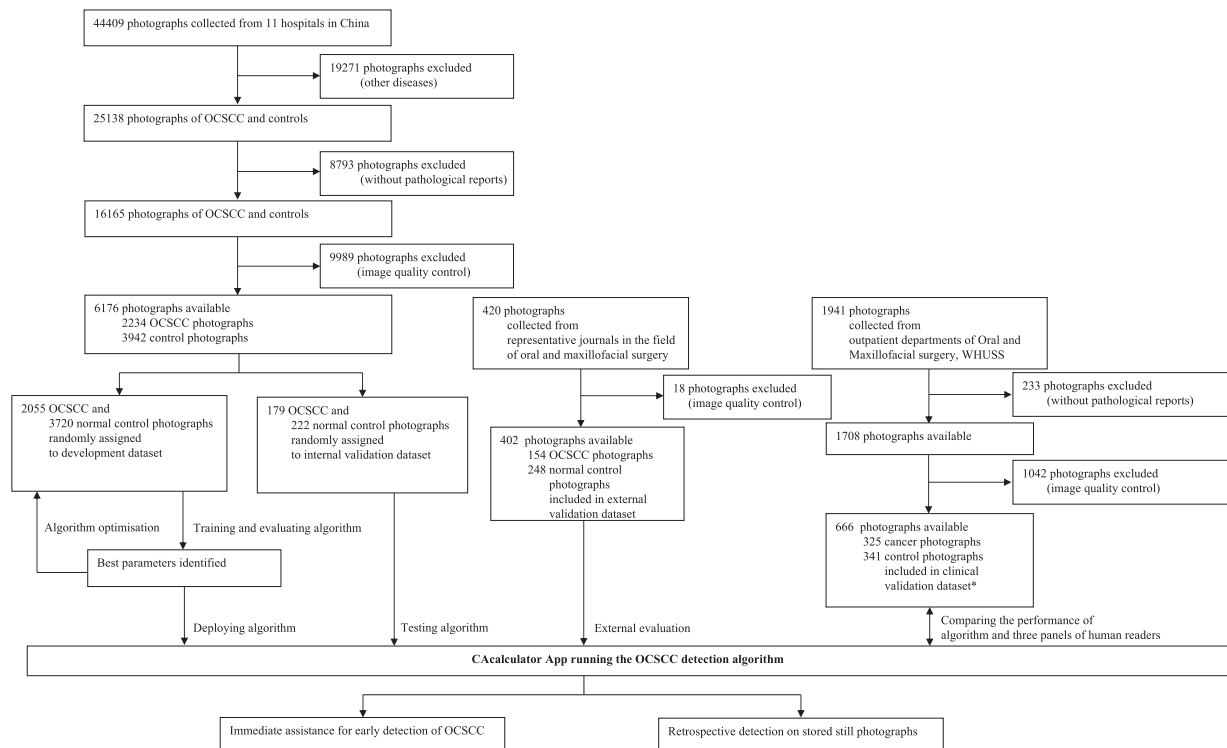 44409 photographs collected from 11 hospitals in China
19271 photographs excluded
(other diseases)
25138 photographs of OCSCC and controls
8793 photographs excluded
(without pathological reports)
16165 photographs of OCSCC and controls
9989 photographs excluded
(image quality control)
6176 photographs available
2234 OCSCC photographs
3942 control photographs
2055 OCSCC and
3720 normal control photographs
randomly assigned
to development dataset
179 OCSCC and
222 normal control photographs
randomly assigned
to internal validation dataset
Algorithm optimisation
Training and evaluating algorithm
Best parameters identified
Deploying algorithm
Testing algorithm
420 photographs
collected from
representative journals in the field
of oral and maxillofacial surgery
18 photographs excluded
(image quality control)
402 photographs available
154 OCSCC photographs
248 normal control
photographs
included in external
validation dataset
External evaluation
1941 photographs
collected from
outpatient departments of Oral and
Maxillofacial surgery, WHUSS
233 photographs excluded
(without pathological reports)
1708 photographs available
1042 photographs excluded
(image quality control)
666 photographs available
325 cancer photographs
341 control photographs
included in clinical
validation dataset*
Comparing the performance of
algorithm and three panels of human readers
CAcalculator App running the OCSCC detection algorithm
Immediate assistance for early detection of OCSCC
Retrospective detection on stored still photographs